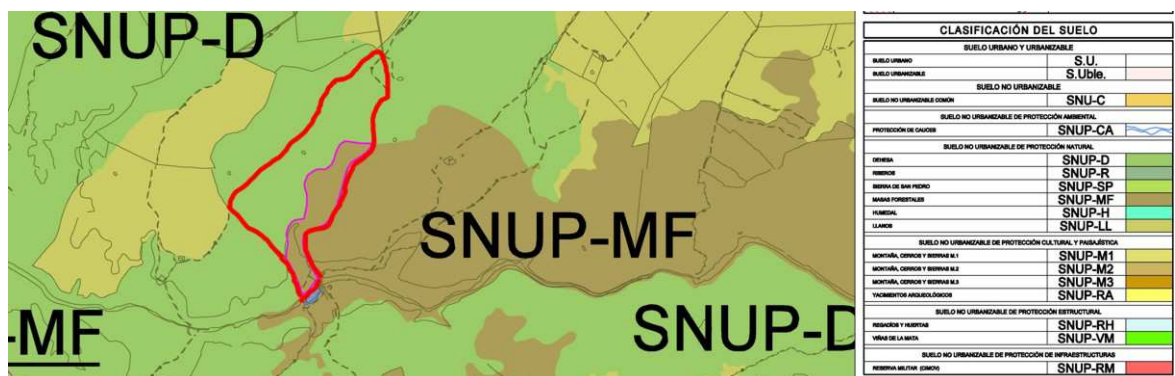 SNUP-D
SNUP-MF
SNUP-D
-MF
CLASIFICACIÓN DEL SUELO
SUELO URBANO Y URBANIZABLE
SUELO URBANO S.U.
SUELO URBANIZABLE S.Uble.
SUELO NO URBANIZABLE
SUELO NO URBANIZABLE COMÚN SNU-C
SUELO NO URBANIZABLE DE PROTECCIÓN AMBIENTAL
PROTECCIÓN DE CAUCES SNUP-CA
SUELO NO URBANIZABLE DE PROTECCIÓN NATURAL
DEHESA SNUP-D
RIBEROS SNUP-R
SIERRA DE SAN PEDRO SNUP-SP
MASAS FORESTALES SNUP-MF
HUMEDAL SNUP-H
LLANOS SNUP-LL
SUELO NO URBANIZABLE DE PROTECCIÓN CULTURAL Y PAISAJÍSTICA
MONTAÑA, CERROS Y SIERRAS M.1 SNUP-M1
MONTAÑA, CERROS Y SIERRAS M.2 SNUP-M2
MONTAÑA, CERROS Y SIERRAS M.3 SNUP-M3
YACIMIENTOS ARQUEOLÓGICOS SNUP-RA
SUELO NO URBANIZABLE DE PROTECCIÓN ESTRUCTURAL
REGADÍOS Y HUERTAS SNUP-RH
VIÑAS DE LA MATA SNUP-VM
SUELO NO URBANIZABLE DE PROTECCIÓN DE INFRAESTRUCTURAS
RESERVA MILITAR (CIMOV) SNUP-RM